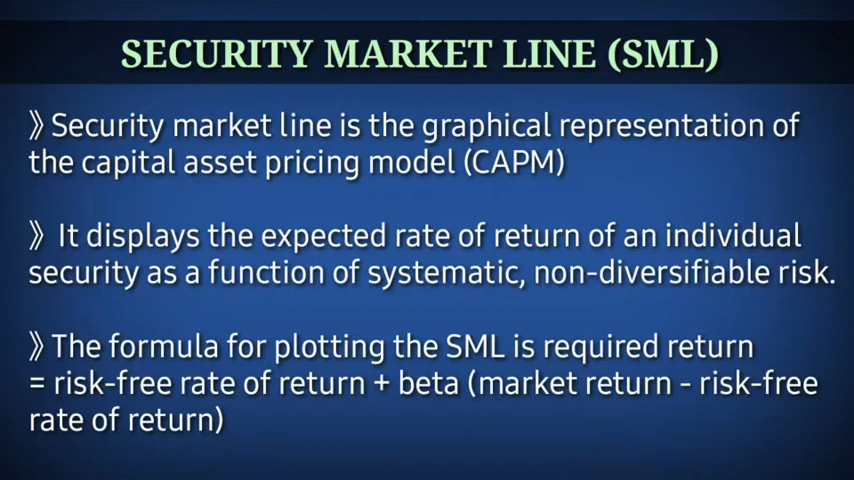 SECURITY MARKET LINE (SML)
》Security market line is the graphical representation of
the capital asset pricing model (CAPM)
》 It displays the expected rate of return of an individual
security as a function of systematic, non-diversifiable risk.
》The formula for plotting the SML is required return
= risk-free rate of return + beta (market return - risk-free
rate of return)